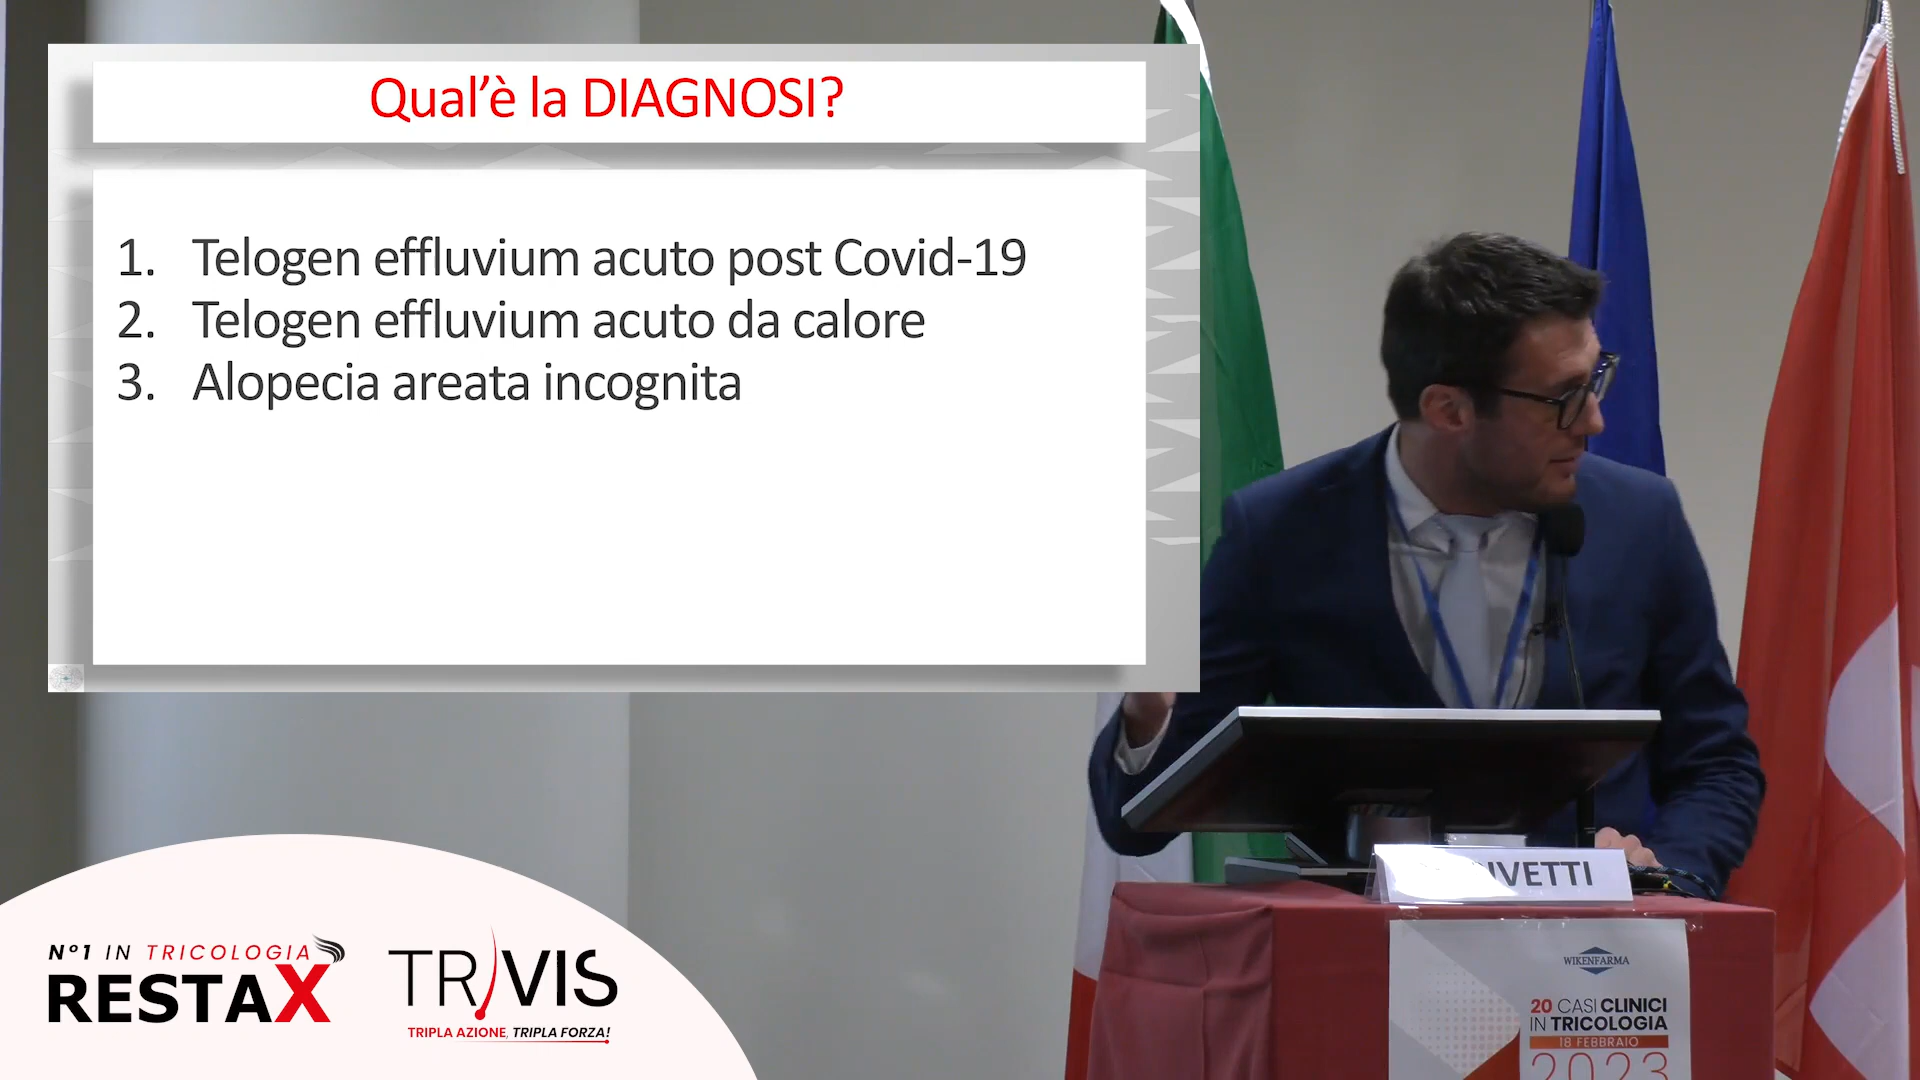 Qual’è la DIAGNOSI?
1. Telogen effluvium acuto post Covid-19
2. Telogen effluvium acuto da calore
3. Alopecia areata incognita
N°1 IN TRICOLOGIA
RESTAX
TRIVIS
TRIPLA AZIONE, TRIPLA FORZA!
WIKENFARMA
20 CASI CLINICI
IN TRICOLOGIA
18 FEBBRAIO
2023